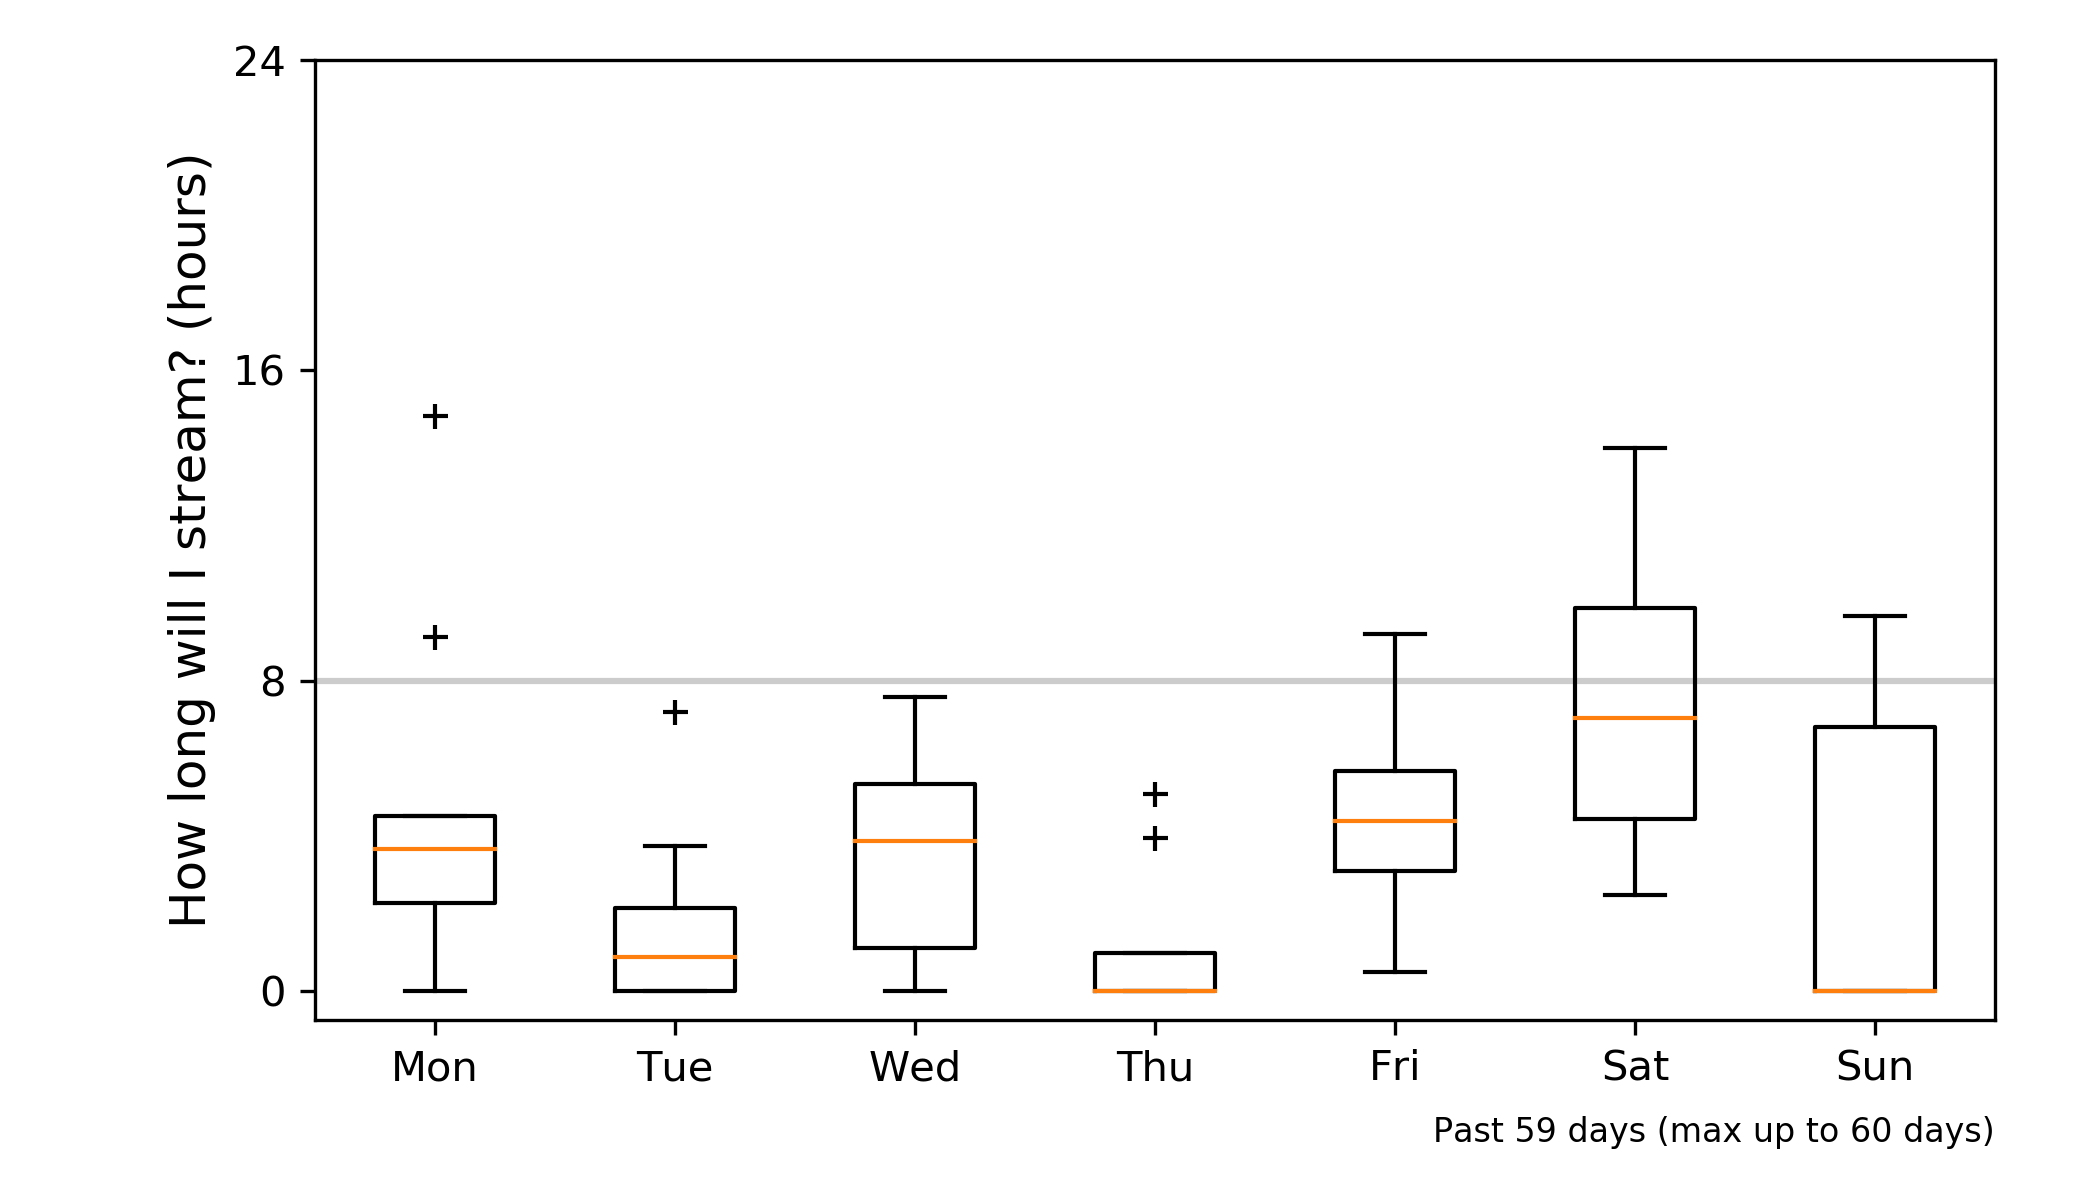 How long will I stream? (hours)
24
16
8
0
Mon Tue Wed Thu Fri Sat Sun
Past 59 days (max up to 60 days)